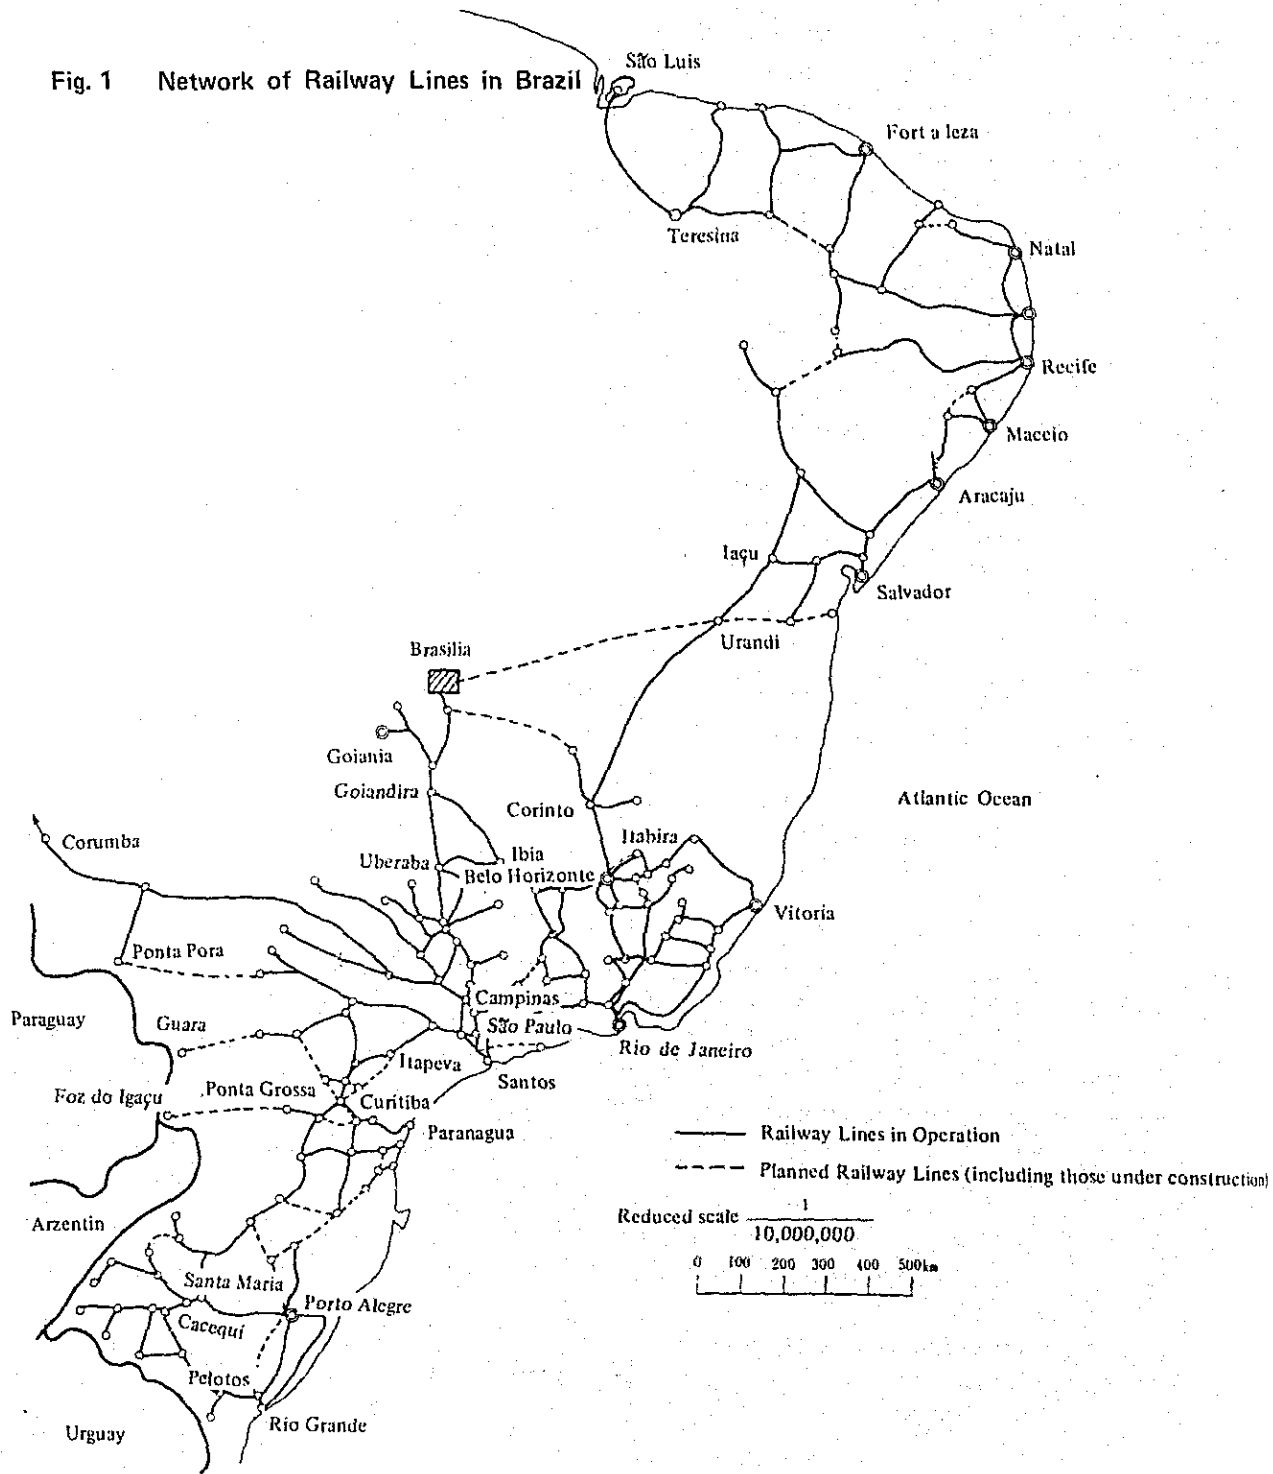 Fig. 1 Network of Railway Lines in Brazil
São Luis
Fort a leza
Teresina
Natal
Recife
Maceio
Aracaju
Iaçu
Salvador
Urandi
Brasilia
Goiania
Goiandira
Corinto
Atlantic Ocean
Itabira
Corumba
Uberaba
Ibia
Belo Horizonte
Vitoria
Ponta Pora
Campinas
Paraguay
Guara
São Paulo
Rio de Janeiro
Itapeva
Santos
Foz do Igaçu
Ponta Grossa
Curitiba
Paranagua
Railway Lines in Operation
Planned Railway Lines (including those under construction)
Reduced scale 1
10,000,000
0 100 200 300 400 500km
Arzentin
Santa Maria
Porto Alegre
Cacequí
Pelotos
Rio Grande
Urguay